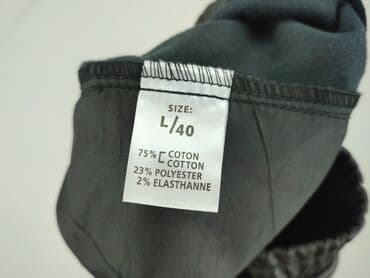 SIZE:
L/40
75% [ COTON
COTTON
23% POLYESTER
2% ELASTHANNE